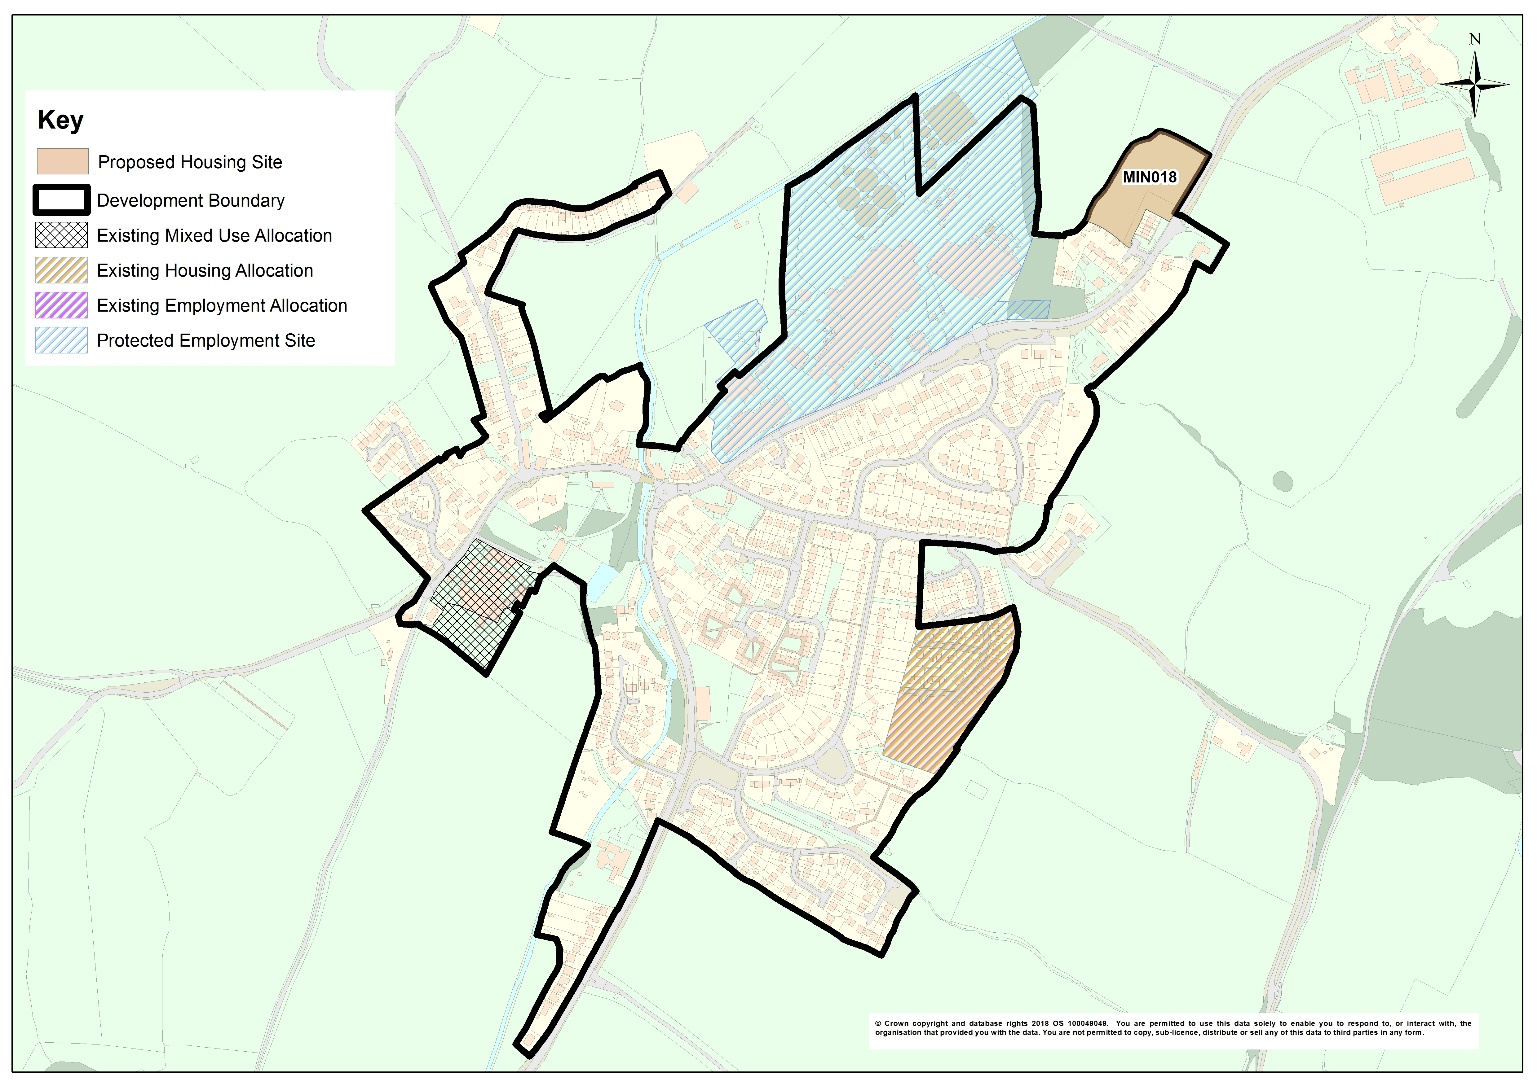 N
Key
Proposed Housing Site
Development Boundary
Existing Mixed Use Allocation
Existing Housing Allocation
Existing Employment Allocation
Protected Employment Site
MIN018
© Crown copyright and database rights 2018 OS 100049049. You are permitted to use this data solely to enable you to respond to, or interact with, the
organisation that provided you with the data. You are not permitted to copy, sub-licence, distribute or sell any of this data to third parties in any form.